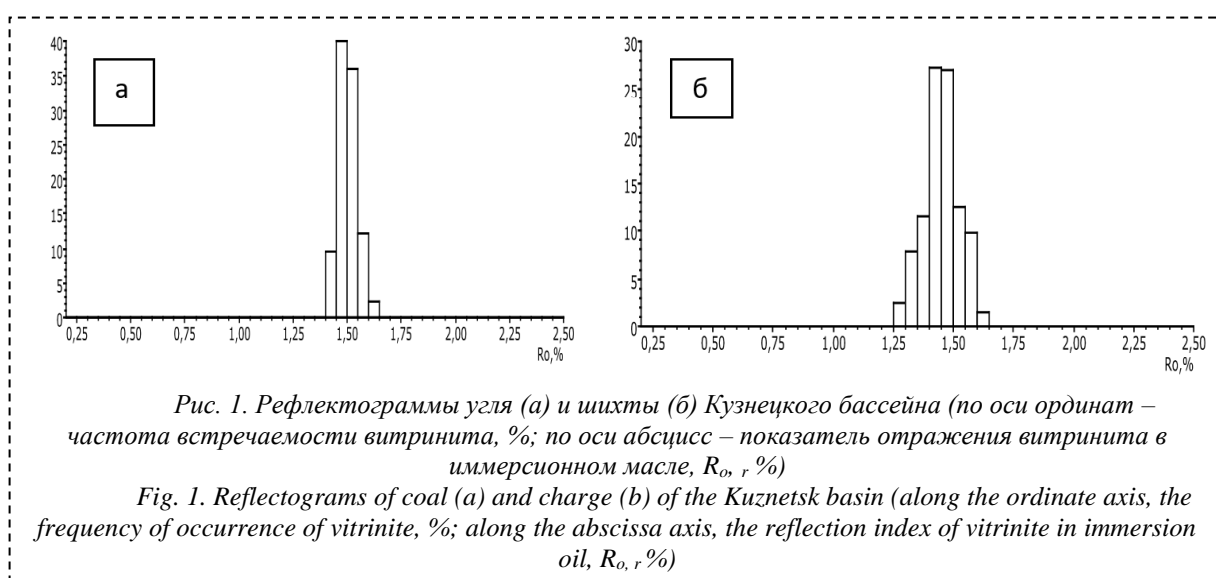 40
35
30
25
20
15
10
5
0
а
0,25 0,50 0,75 1,00 1,25 1,50 1,75 2,00 2,25 2,50
Ro,%
30
25
20
15
10
5
0
б
0,25 0,50 0,75 1,00 1,25 1,50 1,75 2,00 2,25 2,50
Ro,%
Рис. 1. Рефлектограммы угля (а) и шихты (б) Кузнецкого бассейна (по оси ординат –
частота встречаемости витринита, %; по оси абсцисс – показатель отражения витринита в
иммерсионном масле, Ro, r %)
Fig. 1. Reflectograms of coal (a) and charge (b) of the Kuznetsk basin (along the ordinate axis, the
frequency of occurrence of vitrinite, %; along the abscissa axis, the reflection index of vitrinite in immersion
oil, Ro, r %)